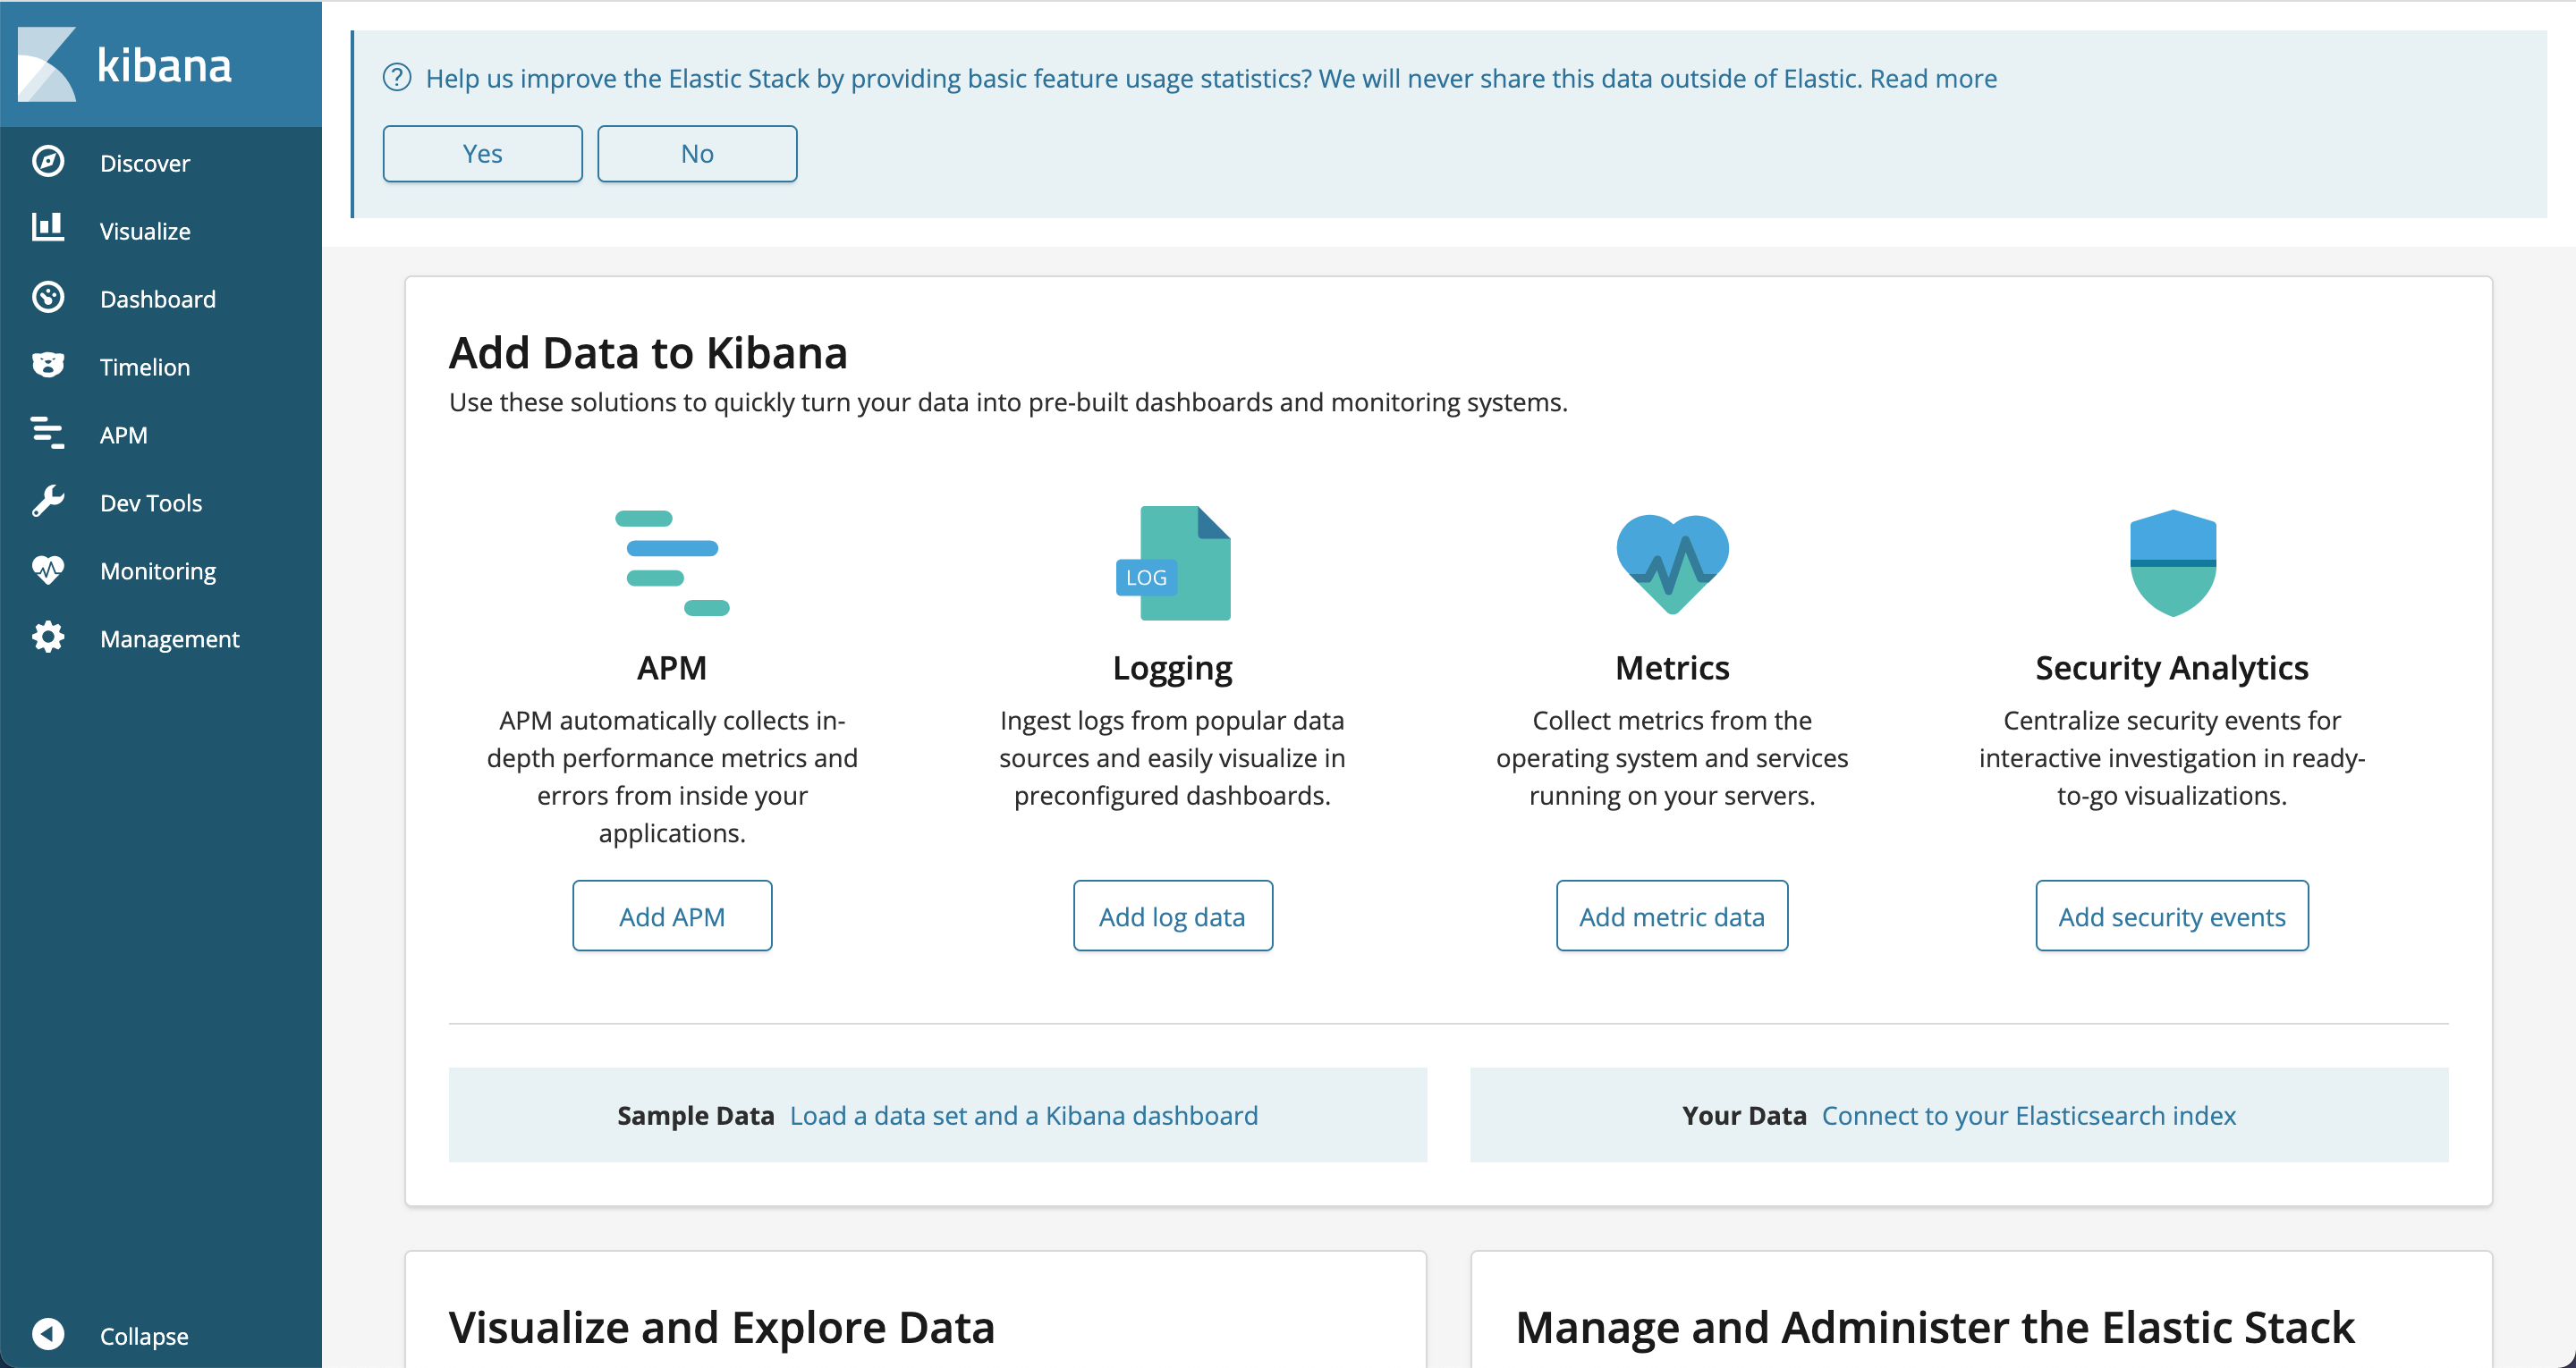 kibana
Discover
Visualize
Dashboard
Timelion
APM
Dev Tools
Monitoring
Management
Collapse
Help us improve the Elastic Stack by providing basic feature usage statistics? We will never share this data outside of Elastic. Read more
Yes
No
Add Data to Kibana
Use these solutions to quickly turn your data into pre-built dashboards and monitoring systems.
APM
APM automatically collects in-
depth performance metrics and
errors from inside your
applications.
Add APM
LOG
Logging
Ingest logs from popular data
sources and easily visualize in
preconfigured dashboards.
Add log data
Metrics
Collect metrics from the
operating system and services
running on your servers.
Add metric data
Security Analytics
Centralize security events for
interactive investigation in ready-
to-go visualizations.
Add security events
Sample Data Load a data set and a Kibana dashboard
Your Data Connect to your Elasticsearch index
Visualize and Explore Data
Manage and Administer the Elastic Stack